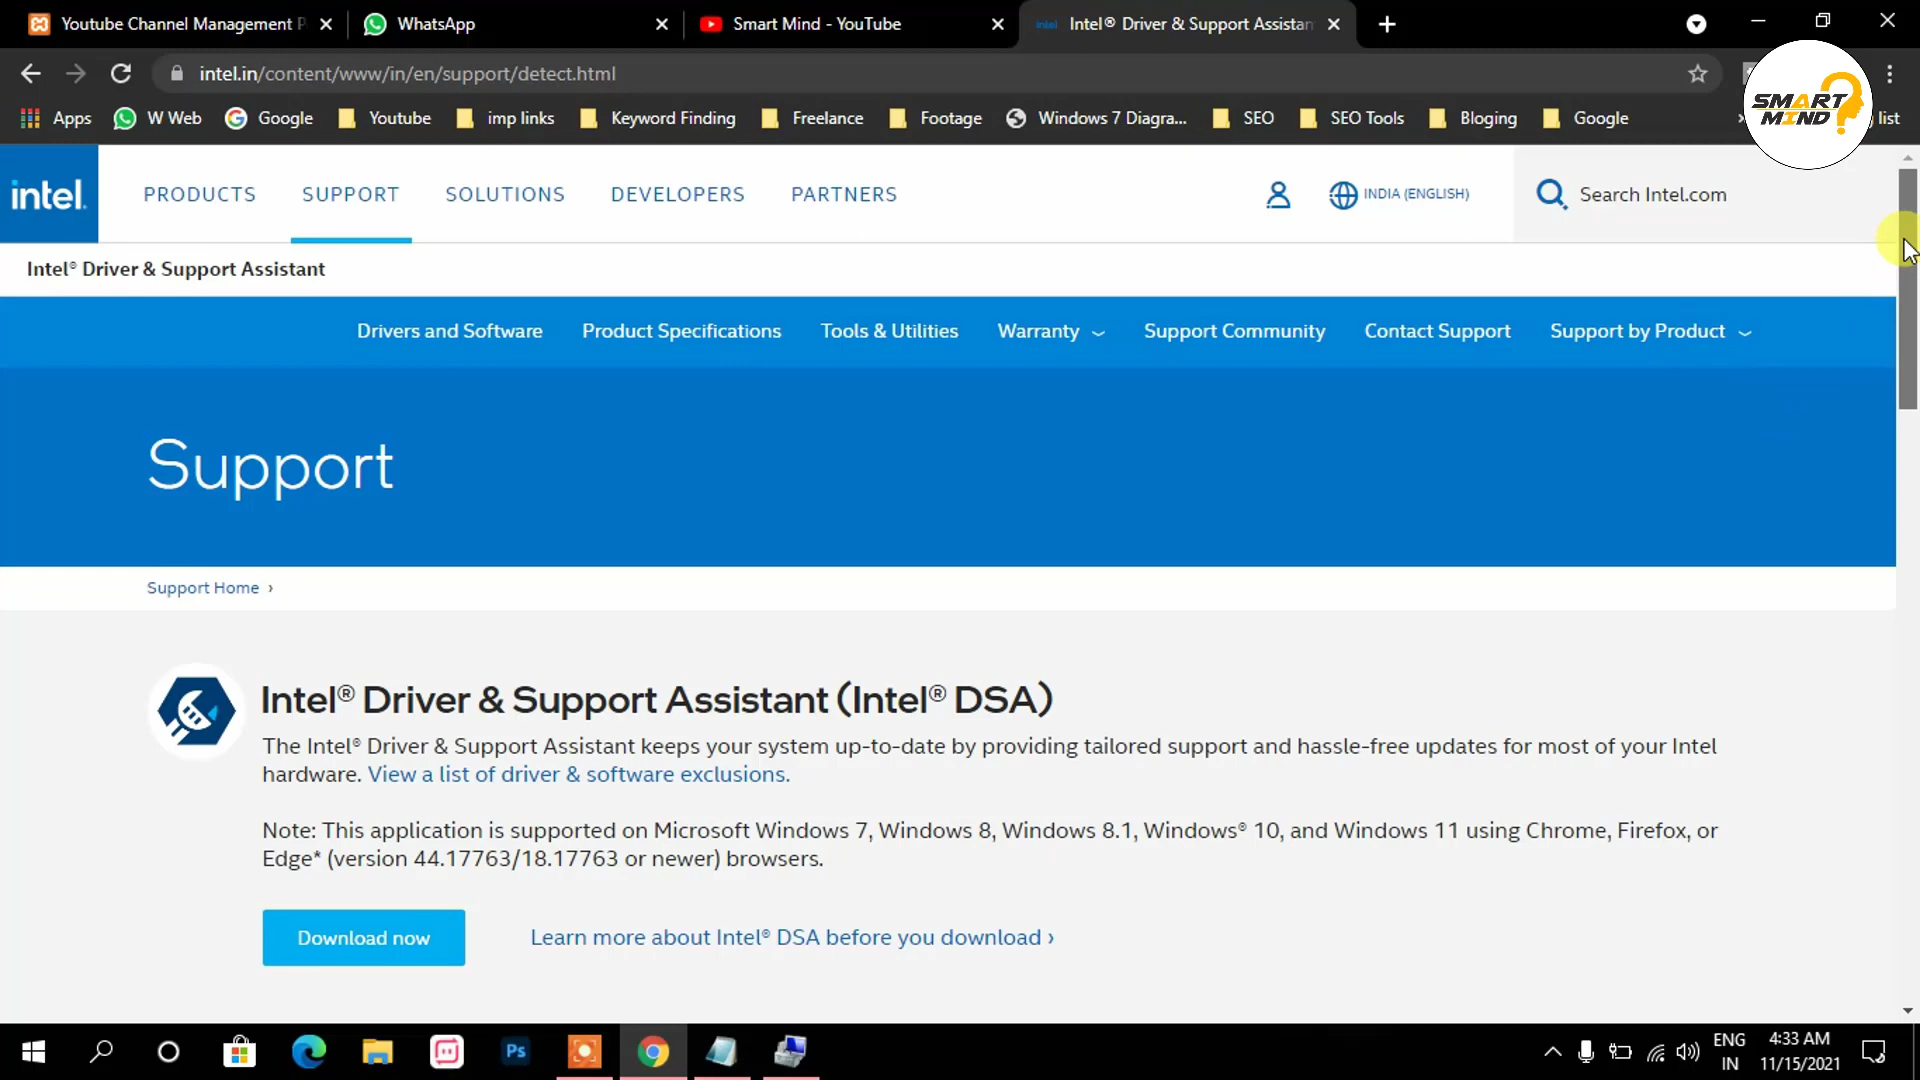 Youtube Channel Management P
WhatsApp
Smart Mind - YouTube
Intel® Driver & Support Assistan
intel.in/content/www/in/en/support/detect.html
Apps
W Web
Google
Youtube
imp links
Keyword Finding
Freelance
Footage
Windows 7 Diagra...
SEO
SEO Tools
Bloging
Google
list
SMART
MIND
intel.
PRODUCTS
SUPPORT
SOLUTIONS
DEVELOPERS
PARTNERS
INDIA (ENGLISH)
Search Intel.com
Intel® Driver & Support Assistant
Drivers and Software
Product Specifications
Tools & Utilities
Warranty
Support Community
Contact Support
Support by Product
Support
Support Home ›
Intel® Driver & Support Assistant (Intel® DSA)
The Intel® Driver & Support Assistant keeps your system up-to-date by providing tailored support and hassle-free updates for most of your Intel
hardware. View a list of driver & software exclusions.
Note: This application is supported on Microsoft Windows 7, Windows 8, Windows 8.1, Windows® 10, and Windows 11 using Chrome, Firefox, or
Edge* (version 44.17763/18.17763 or newer) browsers.
Download now
Learn more about Intel® DSA before you download ›
Ps
ENG
IN
4:33 AM
11/15/2021